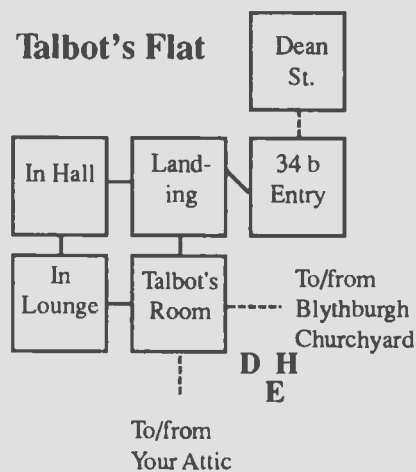 Talbot's Flat
Dean
St.
In Hall
Land-
ing
34 b
Entry
In
Lounge
Talbot's
Room
To/from
Blythburgh
Churchyard
D H
E
To/from
Your Attic